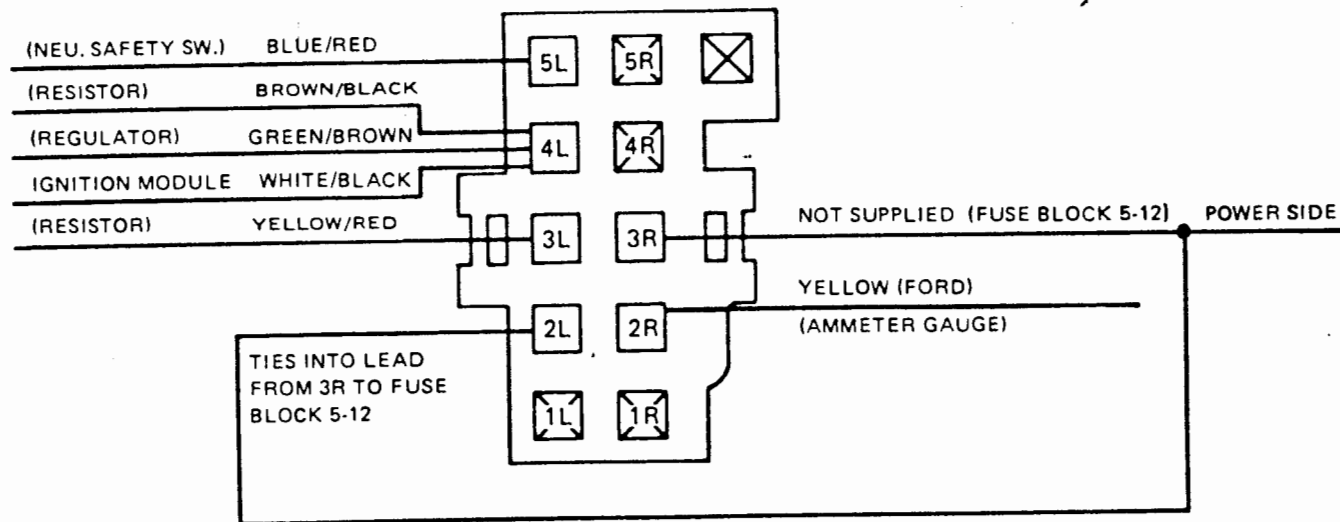 (NEU. SAFETY SW.) BLUE/RED
(RESISTOR) BROWN/BLACK
(REGULATOR) GREEN/BROWN
IGNITION MODULE WHITE/BLACK
(RESISTOR) YELLOW/RED
5L 5R
4L 4R
3L 3R
2L 2R
1L 1R
NOT SUPPLIED (FUSE BLOCK 5-12) POWER SIDE
YELLOW (FORD)
(AMMETER GAUGE)
TIES INTO LEAD
FROM 3R TO FUSE
BLOCK 5-12